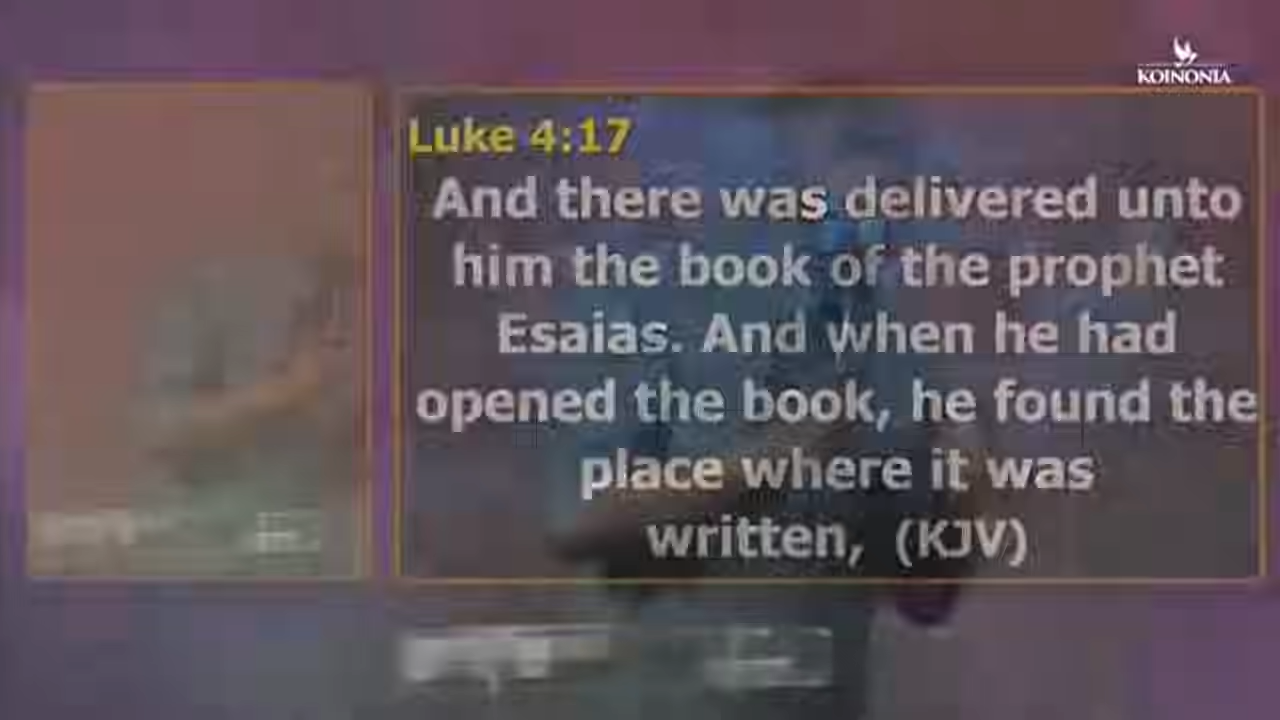 KOINONIA
Luke 4:17
And there was delivered unto
him the book of the prophet
Esaias. And when he had
opened the book, he found the
place where it was
written, (KJV)